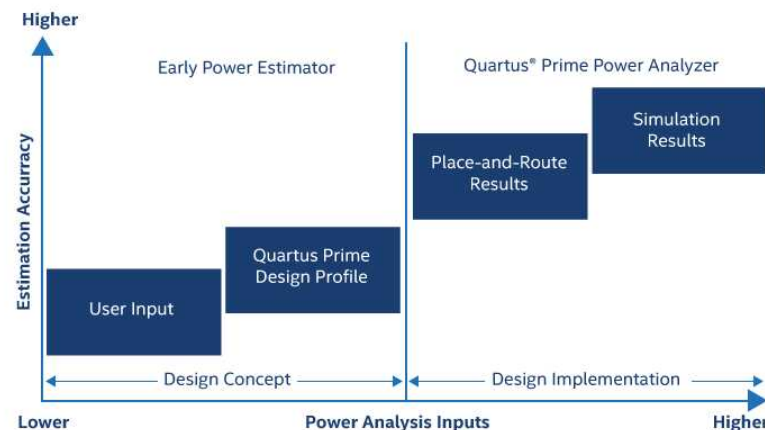 Higher
Early Power Estimator
Quartus® Prime Power Analyzer
Estimation Accurracy
Simulation
Results
Place-and-Route
Results
Quartus Prime
Design Profile
User Input
Design Concept
Design Implementation
Lower
Power Analysis Inputs
Higher